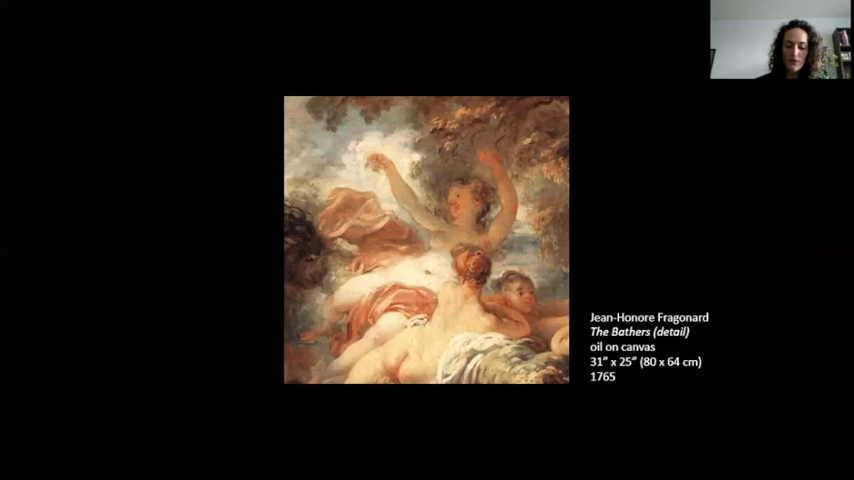 Jean-Honore Fragonard
The Bathers (detail)
oil on canvas
31” x 25” (80 x 64 cm)
1765